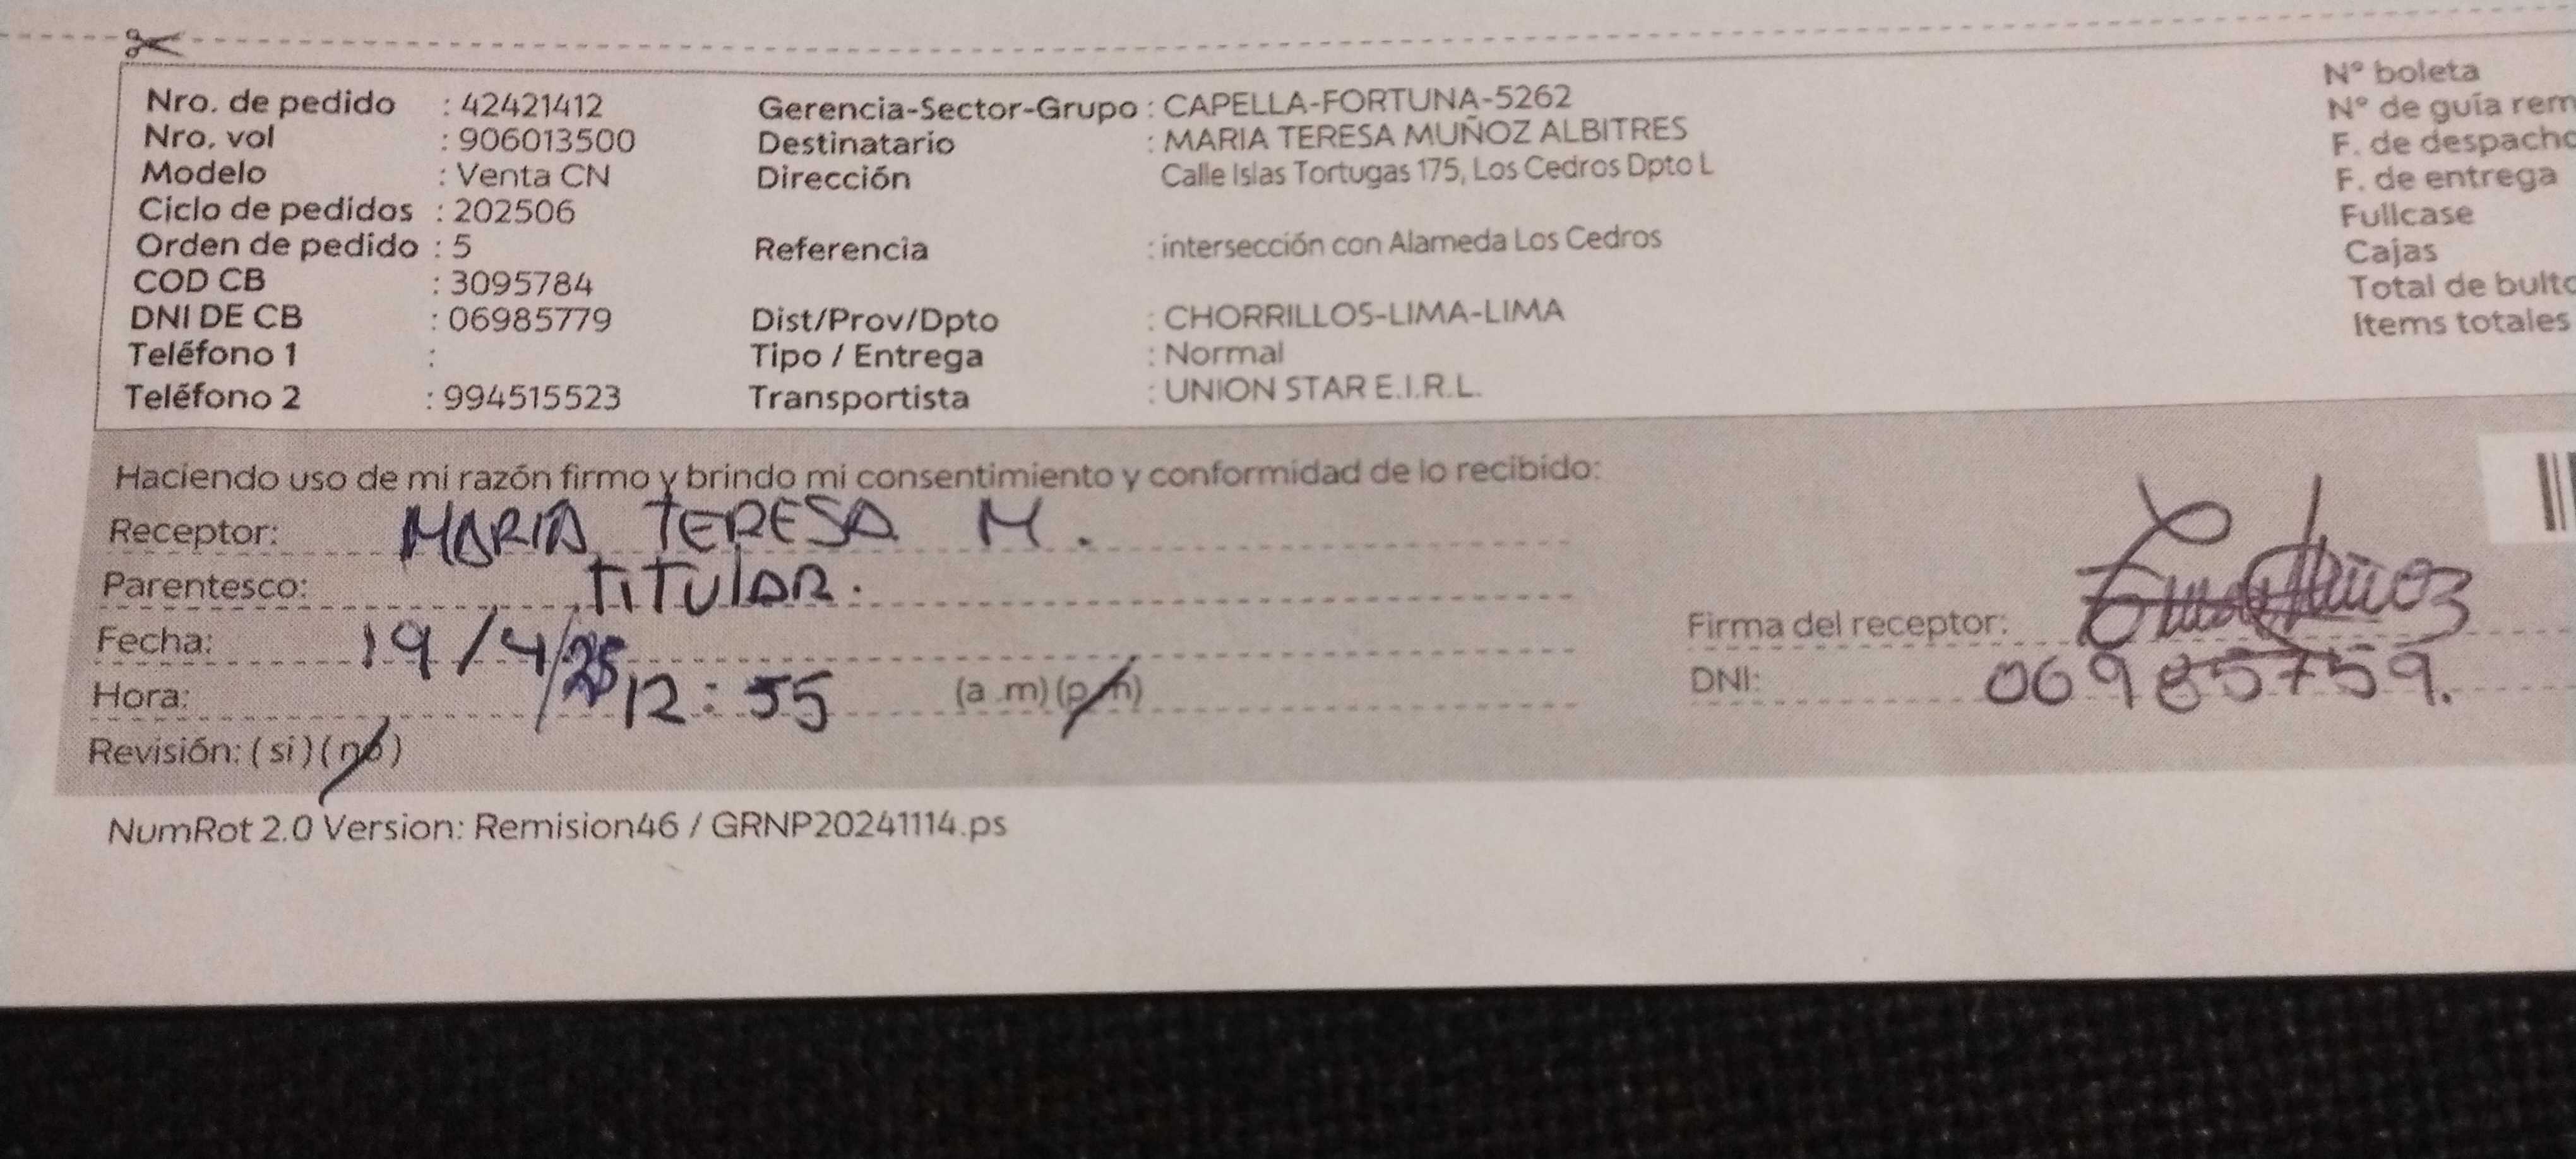 Nro. de pedido : 42421412 Gerencia-Sector-Grupo : CAPELLA-FORTUNA-5262 N° boleta
Nro. vol : 906013500 Destinatario : MARIA TERESA MUÑOZ ALBITRES N° de guía rem
Modelo : Venta CN Dirección Calle Islas Tortugas 175, Los Cedros Dpto L F. de despacho
Ciclo de pedidos : 202506 F. de entrega
Orden de pedido : 5 Referencia : intersección con Alameda Los Cedros Fullcase
COD CB : 3095784 Cajas
DNI DE CB : 06985779 Dist/Prov/Dpto : CHORRILLOS-LIMA-LIMA Total de bulto
Teléfono 1 : Tipo / Entrega : Normal Items totales
Teléfono 2 : 994515523 Transportista : UNION STAR E.I.R.L.
Haciendo uso de mi razón firmo y brindo mi consentimiento y conformidad de lo recibido:
Receptor: MARIA TERESA M.
Parentesco: TITULAR.
Fecha: 19/4/25
Hora: 12:55 (a .m) (p.m)
Revisión: (si) (no)
Firma del receptor: Muñoz
DNI: 06985759.
NumRot 2.0 Version: Remision46 / GRNP20241114.ps